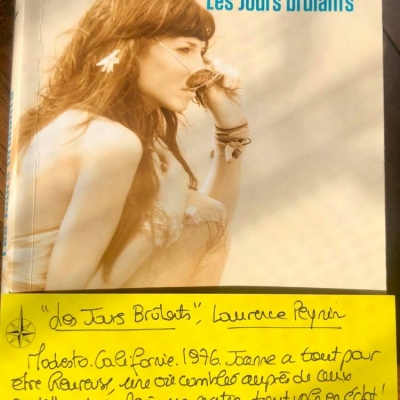 Les Jours brûlants
"Les Jours Brûlants", Laurence Peyrin
Modesto. Californie. 1976. Joanne a tout pour
être heureuse, une vie comblée auprès de ceux